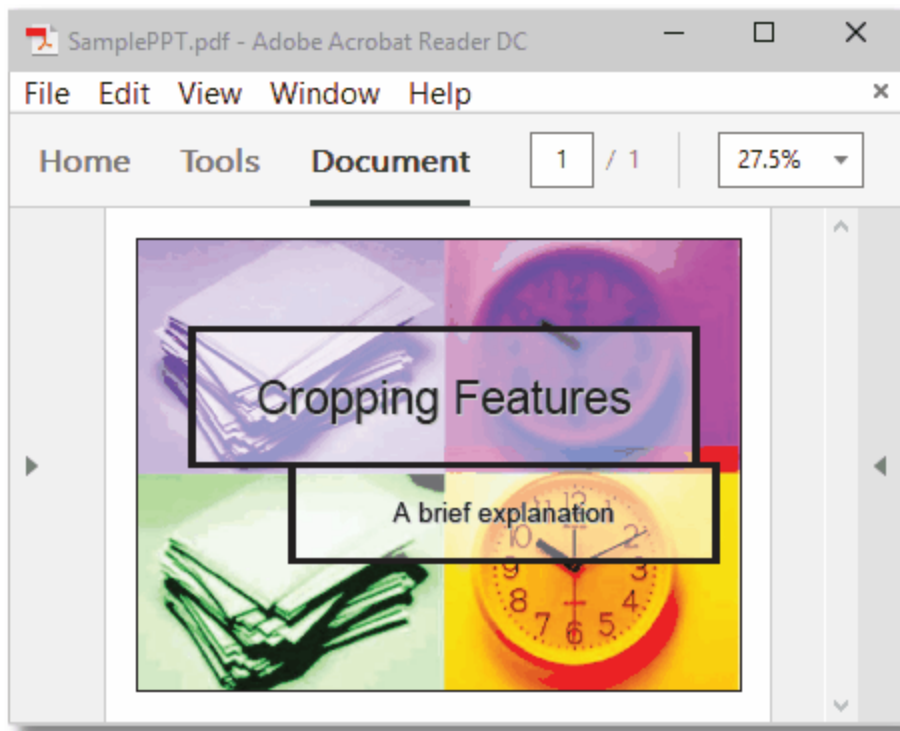 SamplePPT.pdf - Adobe Acrobat Reader DC
File Edit View Window Help
Home Tools Document 1 / 1 27.5%
Cropping Features
A brief explanation
12
10 2
9 3
8 4
7 6 5